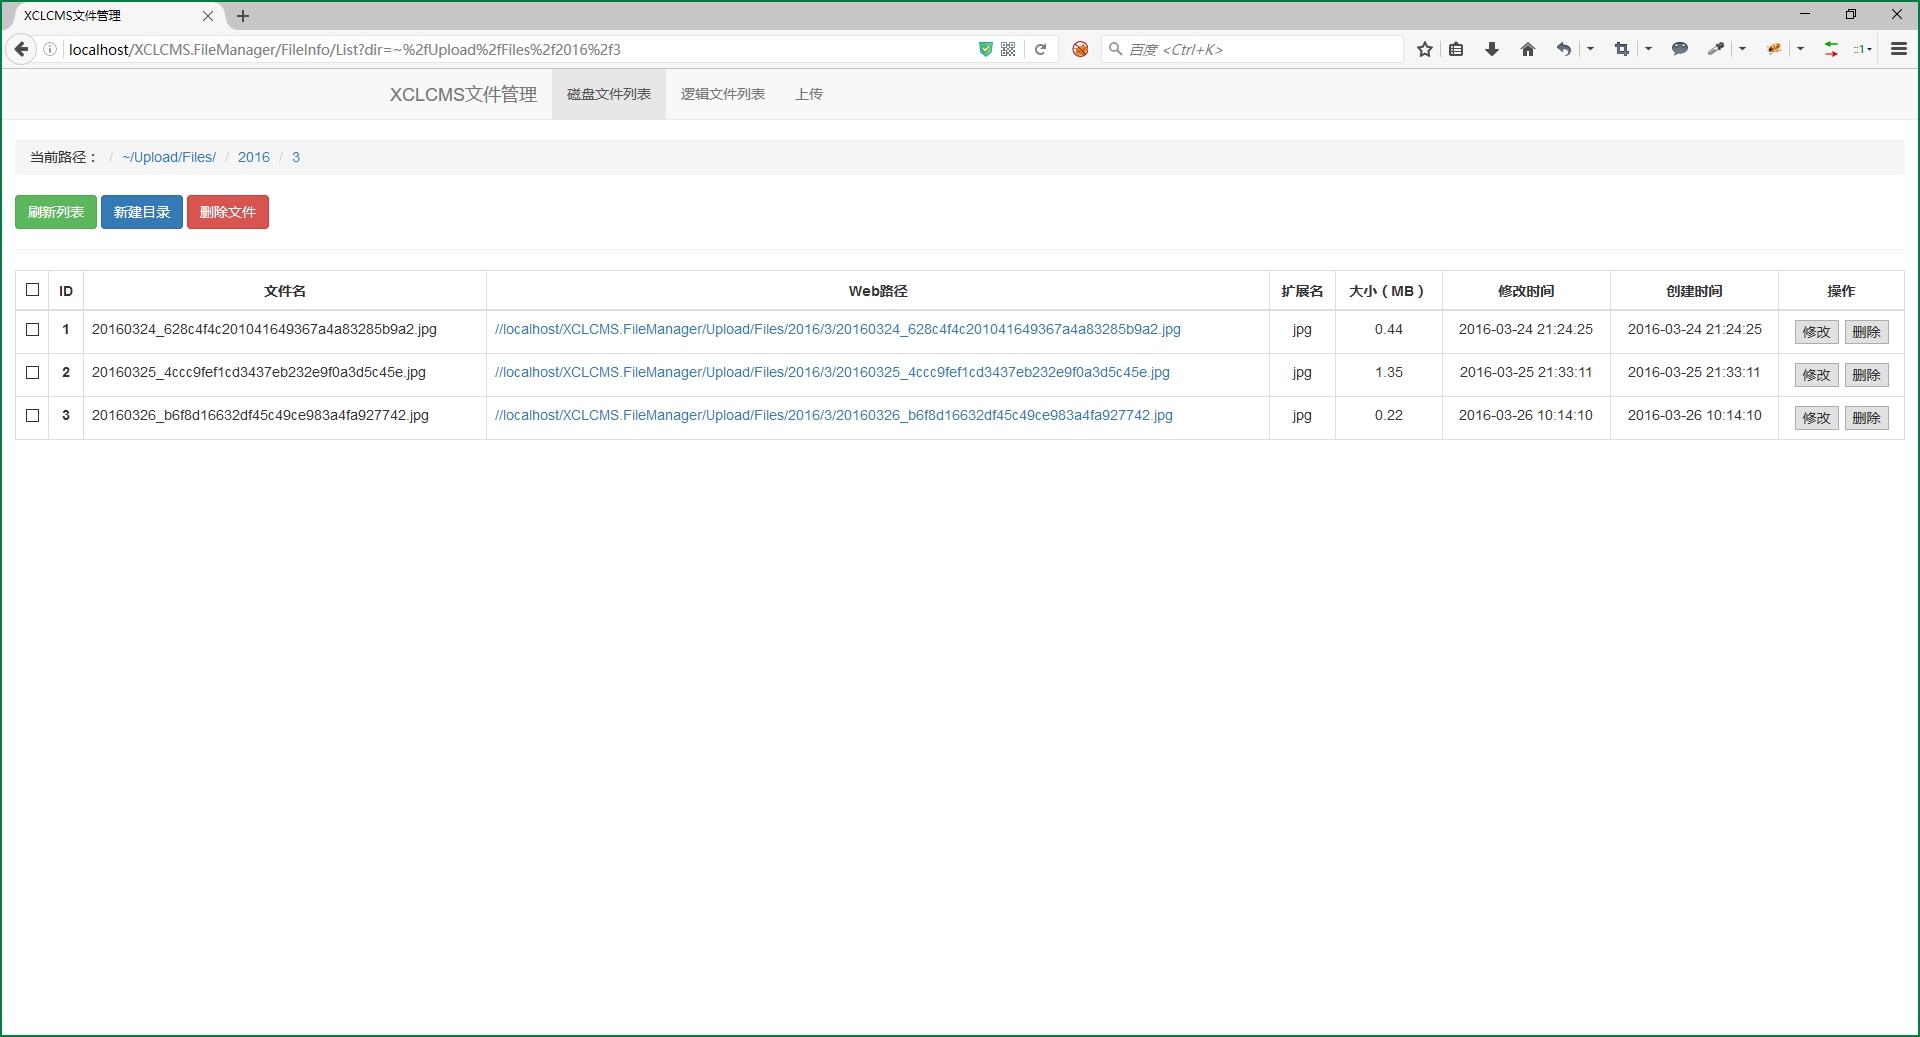 XCLCMS文件管理
localhost/XCLCMS.FileManager/FileInfo/List?dir=~%2fUpload%2fFiles%2f2016%2f3
百度 <Ctrl+K>
::1
XCLCMS文件管理 磁盘文件列表 逻辑文件列表 上传
当前路径： / ~/Upload/Files/ / 2016 / 3
刷新列表 新建目录 删除文件
ID 文件名 Web路径 扩展名 大小（MB） 修改时间 创建时间 操作
1 20160324_628c4f4c201041649367a4a83285b9a2.jpg //localhost/XCLCMS.FileManager/Upload/Files/2016/3/20160324_628c4f4c201041649367a4a83285b9a2.jpg jpg 0.44 2016-03-24 21:24:25 2016-03-24 21:24:25 修改 删除
2 20160325_4ccc9fef1cd3437eb232e9f0a3d5c45e.jpg //localhost/XCLCMS.FileManager/Upload/Files/2016/3/20160325_4ccc9fef1cd3437eb232e9f0a3d5c45e.jpg jpg 1.35 2016-03-25 21:33:11 2016-03-25 21:33:11 修改 删除
3 20160326_b6f8d16632df45c49ce983a4fa927742.jpg //localhost/XCLCMS.FileManager/Upload/Files/2016/3/20160326_b6f8d16632df45c49ce983a4fa927742.jpg jpg 0.22 2016-03-26 10:14:10 2016-03-26 10:14:10 修改 删除